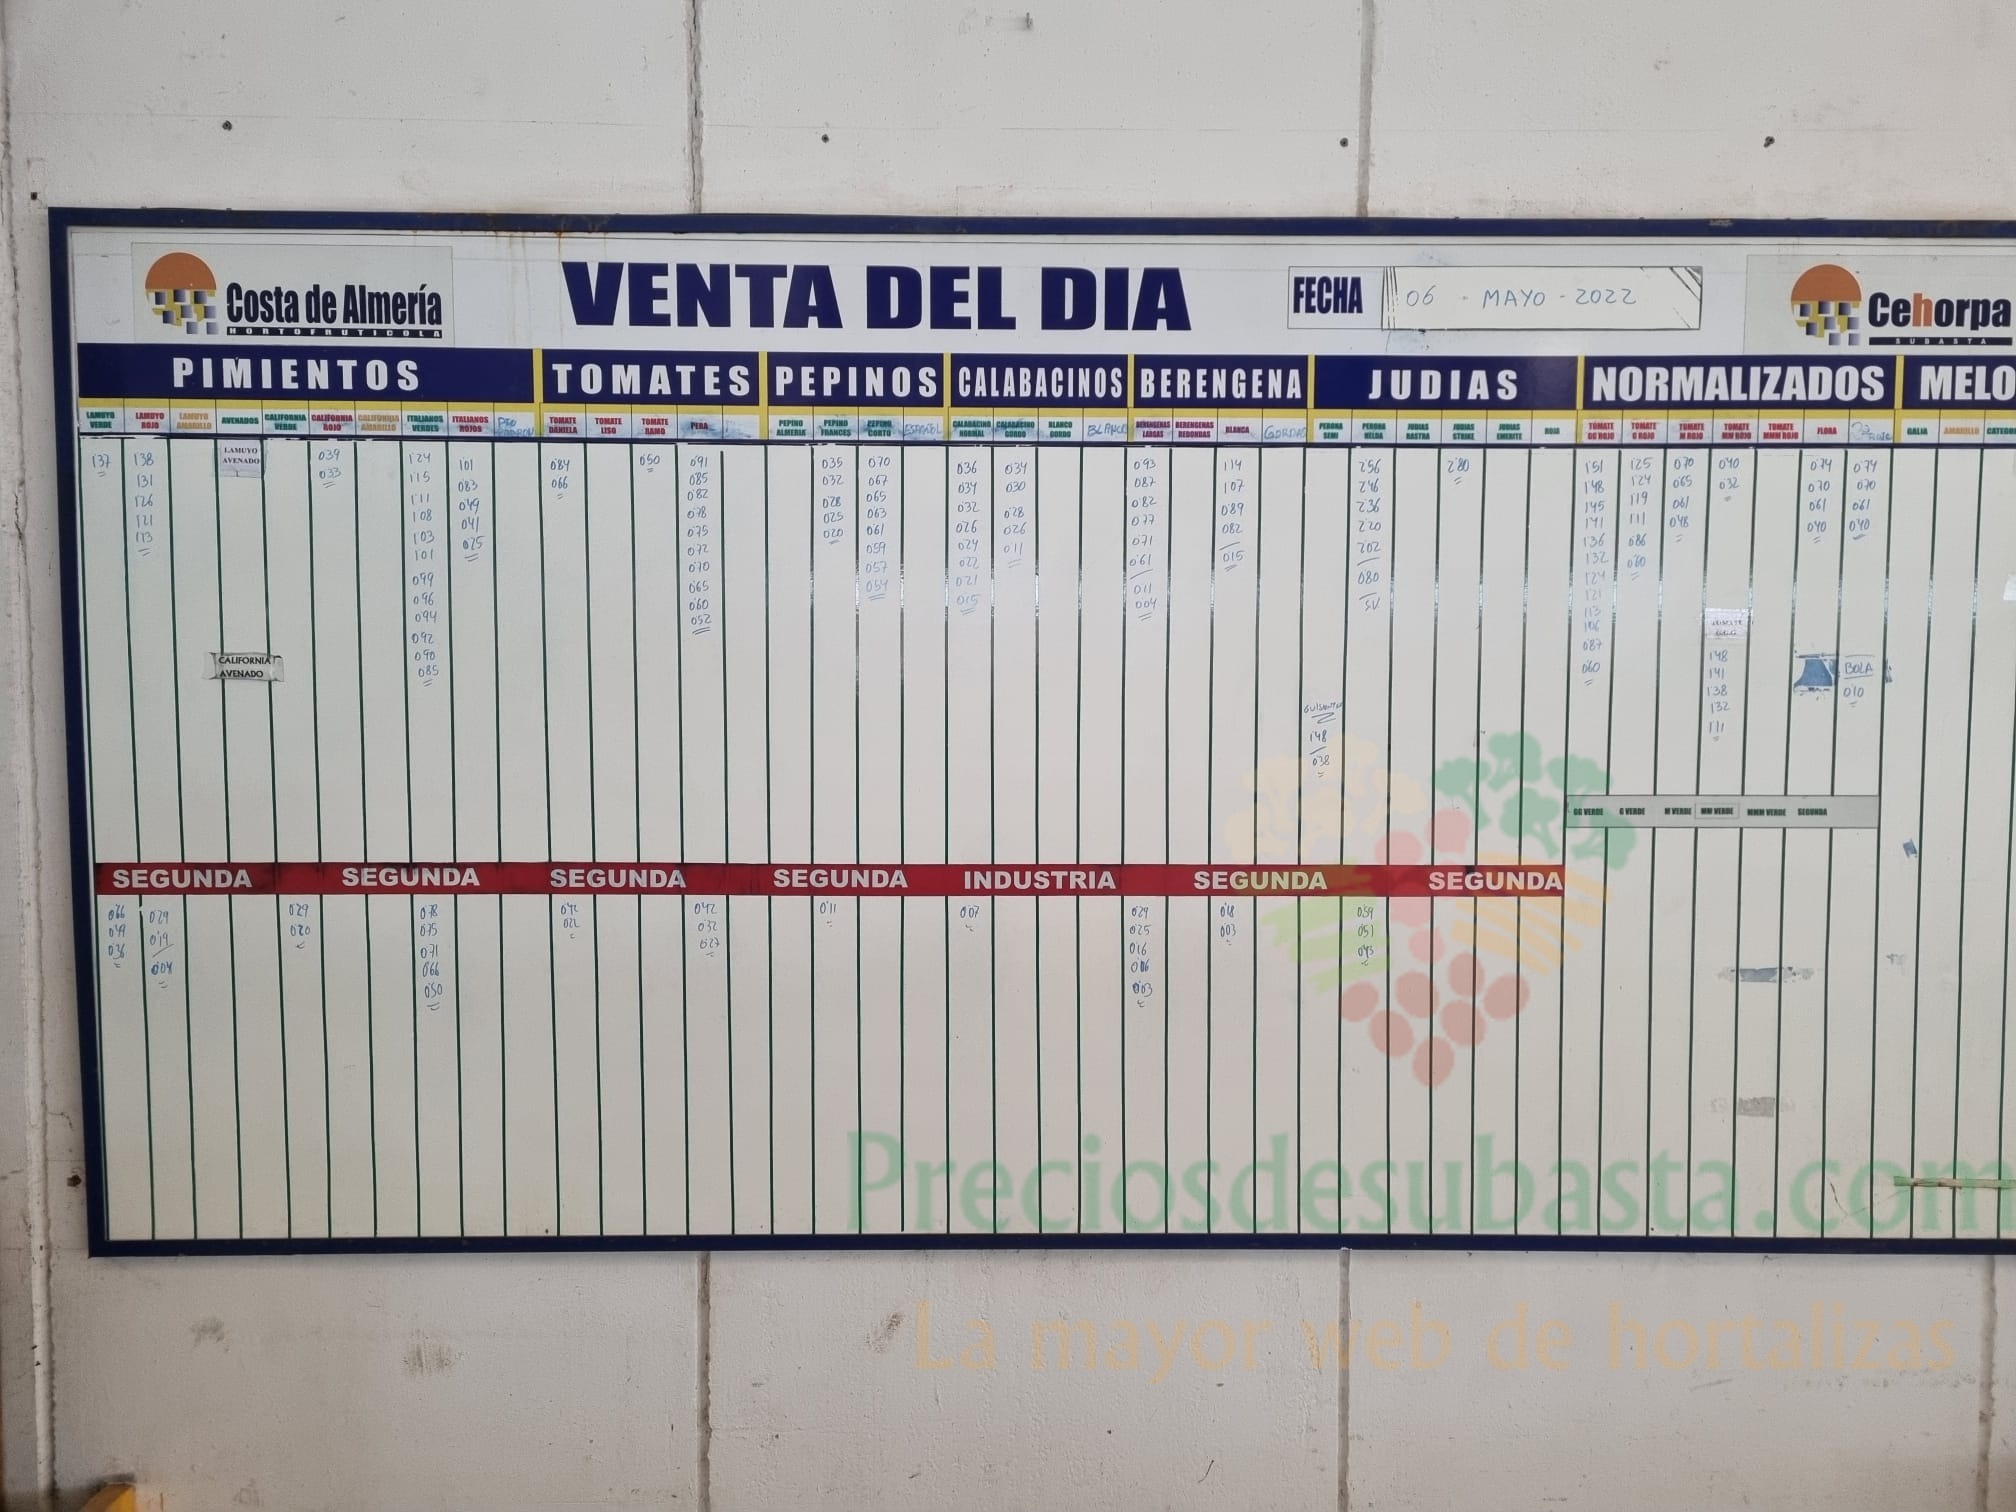 Costa de Almería
HORTOFRUTICOLA
VENTA DEL DIA
FECHA
06 - MAYO - 2022
Cehorpa
SUBASTA
PIMIENTOS
TOMATES
PEPINOS
CALABACINOS
BERENGENA
JUDIAS
NORMALIZADOS
MELO
LAMUYO VERDE
LAMUYO ROJO
LAMUYO AMARILLO
AVENADOS
CALIFORNIA VERDE
CALIFORNIA ROJO
CALIFORNIA AMARILLO
ITALIANOS VERDES
ITALIANOS ROJOS
TOMATE DANIELA
TOMATE LISO
TOMATE RAMO
PERA
PEPINO ALMERIA
PEPINO FRANCES
PEPINO CORTO
ESPAÑOL
CALABACINO NORMAL
CALABACINO GORDO
BLANCO GORDO
BLANCO
BERENGENAS LARGAS
BERENGENAS REDONDAS
BLANCA
GORDAS
PERONA SEMI
PERONA HELDA
JUDIAS RASTRA
JUDIAS STRIKE
JUDIAS EMERITE
ROJA
TOMATE GG ROJO
TOMATE G ROJO
TOMATE M ROJO
TOMATE MM ROJO
TOMATE MMM ROJO
FLORA
GALIA
AMARILLO
CATEGOR
137
138
131
126
121
113
LAMUYO
AVENADO
CALIFORNIA
AVENADO
039
033
124
115
111
108
103
101
099
096
094
092
090
085
101
083
049
041
025
084
066
050
091
085
082
078
075
072
070
065
060
052
035
032
028
025
020
070
067
065
063
061
059
057
054
036
034
032
026
024
022
021
015
034
030
028
026
011
093
087
082
077
071
061
011
004
114
107
089
082
015
148
038
256
246
236
220
202
080
SV
280
151
148
145
141
136
132
124
121
113
106
087
060
125
124
119
111
086
060
070
065
061
048
040
032
148
141
138
132
111
074
070
061
040
074
070
061
040
BOLA
010
GG VERDE
G VERDE
M VERDE
MM VERDE
MMM VERDE
SEGUNDA
SEGUNDA
SEGUNDA
SEGUNDA
SEGUNDA
INDUSTRIA
SEGUNDA
SEGUNDA
066
049
036
029
019
004
029
020
078
075
071
066
050
042
022
042
032
027
011
007
029
025
016
006
003
018
003
059
051
043
Preciosdesubasta.com
La mayor web de hortalizas